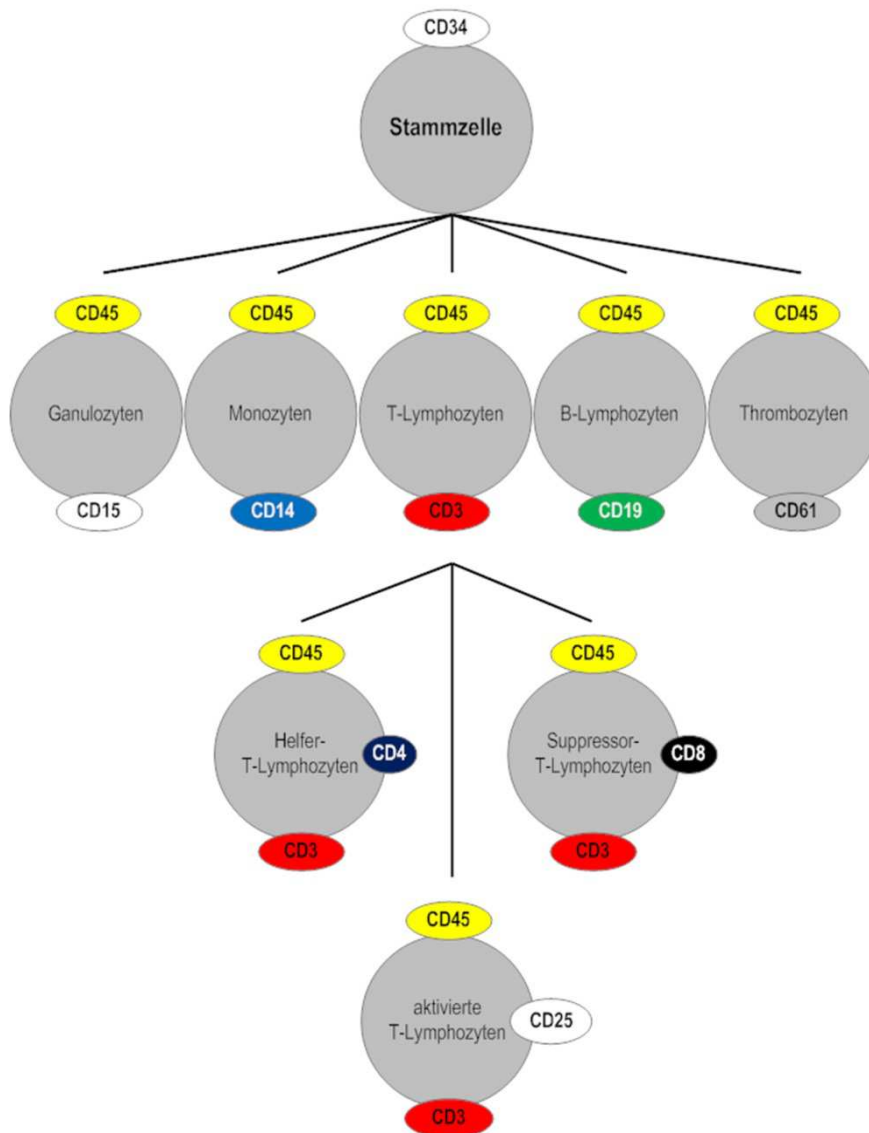 CD34
Stammzelle
CD45 CD45 CD45 CD45 CD45
Ganulozyten Monozyten T-Lymphozyten B-Lymphozyten Thrombozyten
CD15 CD14 CD3 CD19 CD61
CD45 CD45
Helfer-
T-Lymphozyten
CD4
Suppressor-
T-Lymphozyten
CD8
CD3 CD3
CD45
aktivierte
T-Lymphozyten
CD25
CD3